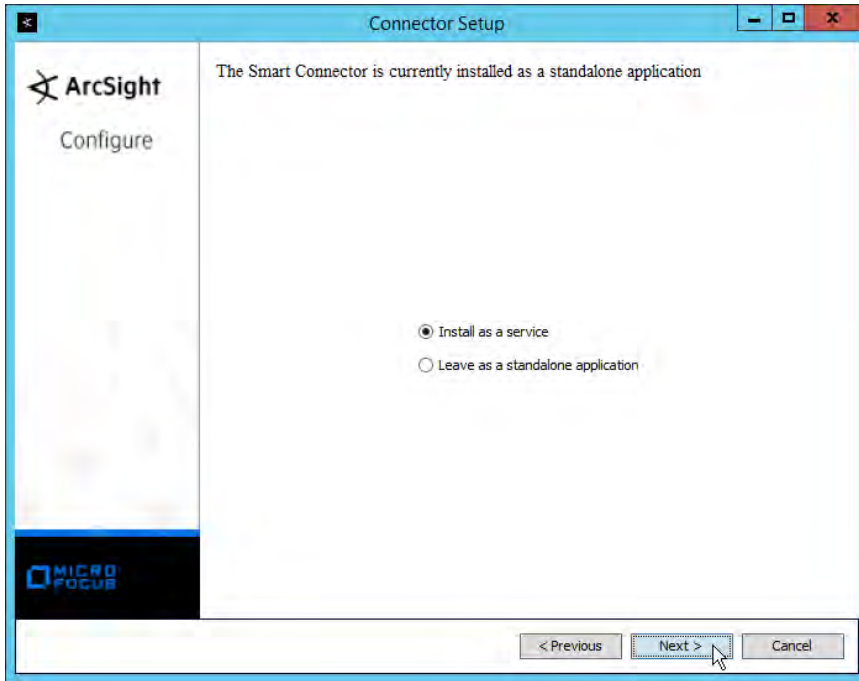 Connector Setup
ArcSight
Configure
The Smart Connector is currently installed as a standalone application
Install as a service
Leave as a standalone application
MICRO
FOCUS
< Previous
Next >
Cancel